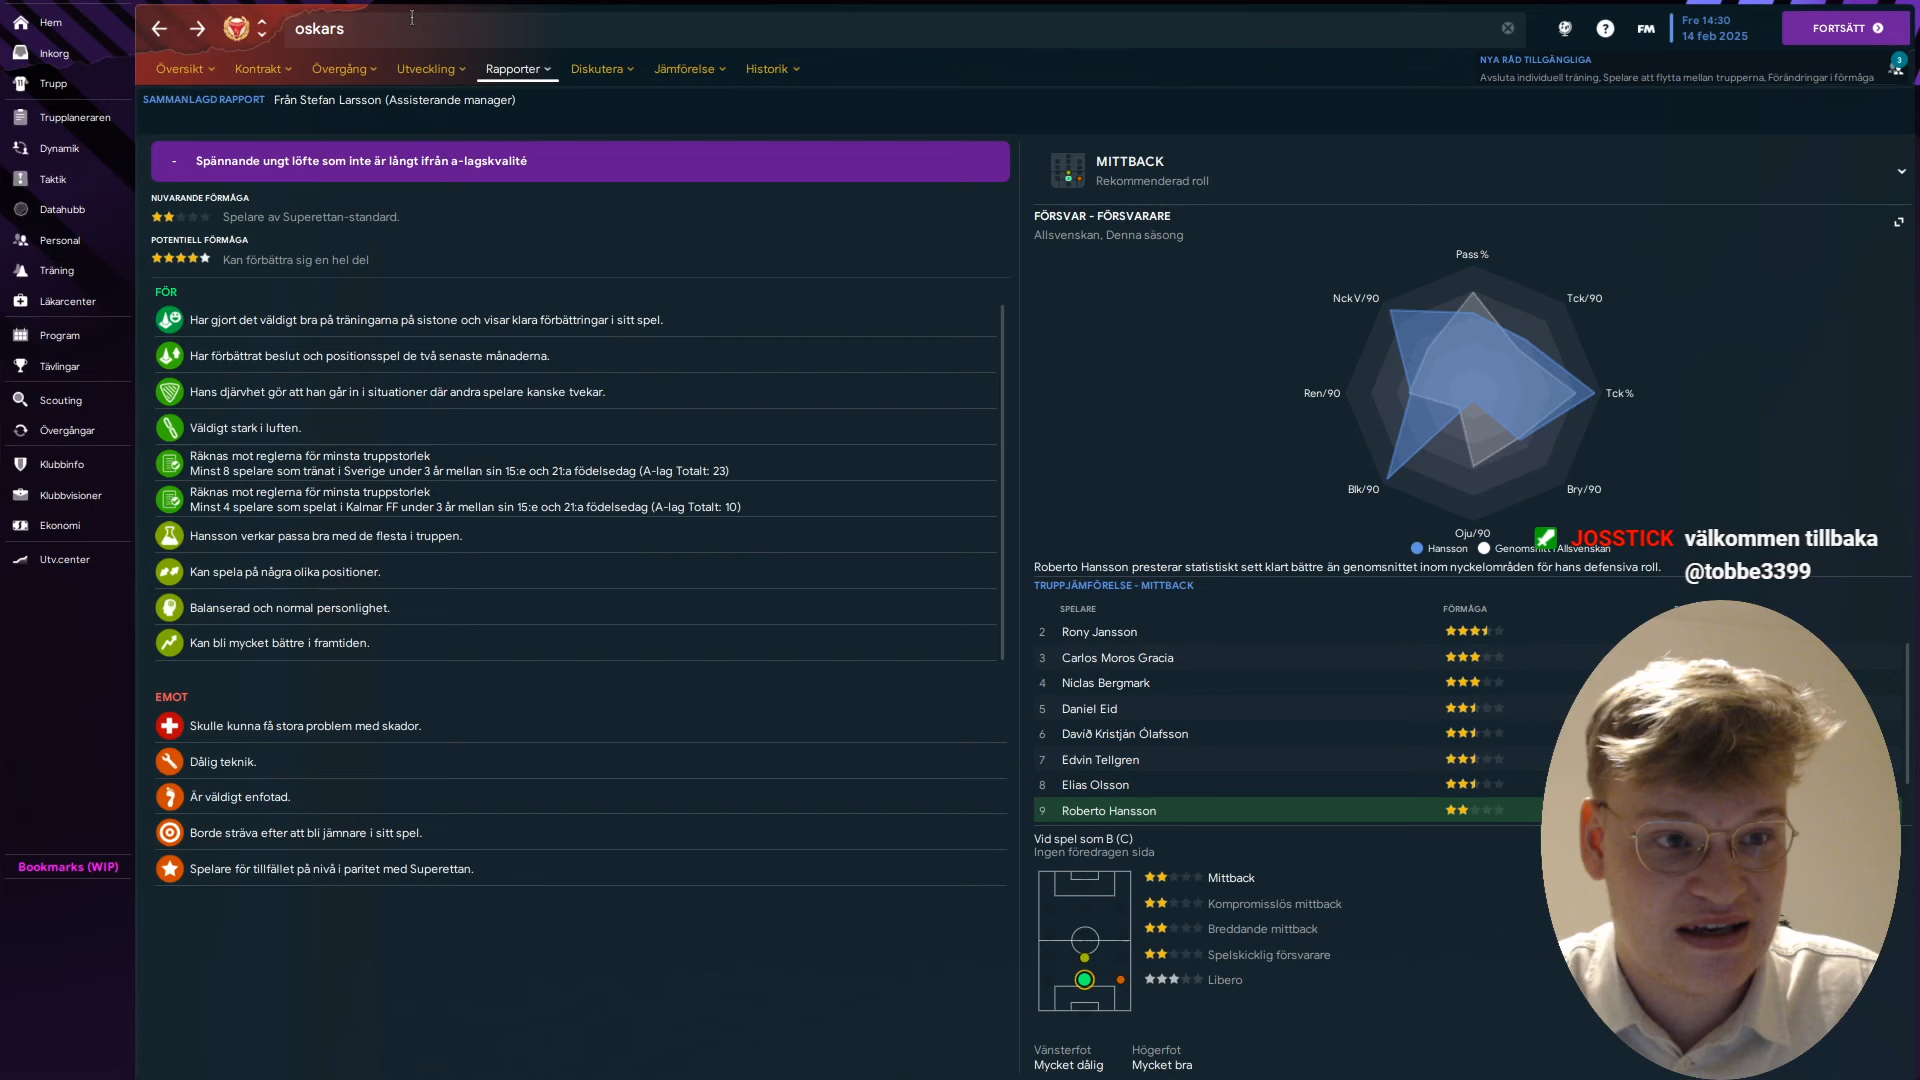 Hem
Inkorg
Trupp
Trupplaneraren
Dynamik
Taktik
Datahubb
Personal
Träning
Läkarcenter
Program
Tävlingar
Scouting
Övergångar
Klubbinfo
Klubbvisioner
Ekonomi
Utv.center
Bookmarks (WIP)
oskars
FM
Fre 14:30
14 feb 2025
FORTSÄTT
Översikt
Kontrakt
Övergång
Utveckling
Rapporter
Diskutera
Jämförelse
Historik
NYA RÅD TILLGÄNGLIGA
3
Avsluta individuell träning, Spelare att flytta mellan trupperna, Förändringar i förmåga
SAMMANLAGD RAPPORT Från Stefan Larsson (Assisterande manager)
- Spännande ungt löfte som inte är långt ifrån a-lagskvalité
NUVARANDE FÖRMÅGA
Spelare av Superettan-standard.
POTENTIELL FÖRMÅGA
Kan förbättra sig en hel del
FÖR
Har gjort det väldigt bra på träningarna på sistone och visar klara förbättringar i sitt spel.
Har förbättrat beslut och positionsspel de två senaste månaderna.
Hans djärvhet gör att han går in i situationer där andra spelare kanske tvekar.
Väldigt stark i luften.
Räknas mot reglerna för minsta truppstorlek
Minst 8 spelare som tränat i Sverige under 3 år mellan sin 15:e och 21:a födelsedag (A-lag Totalt: 23)
Räknas mot reglerna för minsta truppstorlek
Minst 4 spelare som spelat i Kalmar FF under 3 år mellan sin 15:e och 21:a födelsedag (A-lag Totalt: 10)
Hansson verkar passa bra med de flesta i truppen.
Kan spela på några olika positioner.
Balanserad och normal personlighet.
Kan bli mycket bättre i framtiden.
EMOT
Skulle kunna få stora problem med skador.
Dålig teknik.
Är väldigt enfotad.
Borde sträva efter att bli jämnare i sitt spel.
Spelare för tillfället på nivå i paritet med Superettan.
MITTBACK
Rekommenderad roll
FÖRSVAR - FÖRSVARARE
Allsvenskan, Denna säsong
Pass %
Nck V/90
Tck/90
Ren/90
Tck %
Blk/90
Bry/90
Oju/90
Hansson
Genomsnitt i Allsvenskan
JOSSTICK välkommen tillbaka
@tobbe3399
Roberto Hansson presterar statistiskt sett klart bättre än genomsnittet inom nyckelområden för hans defensiva roll.
TRUPPJÄMFÖRELSE - MITTBACK
SPELARE FÖRMÅGA
2 Rony Jansson
3 Carlos Moros Gracia
4 Niclas Bergmark
5 Daniel Eid
6 Davið Kristján Ólafsson
7 Edvin Tellgren
8 Elias Olsson
9 Roberto Hansson
Vid spel som B (C)
Ingen föredragen sida
Mittback
Kompromisslös mittback
Breddande mittback
Spelskicklig försvarare
Libero
Vänsterfot Högerfot
Mycket dålig Mycket bra